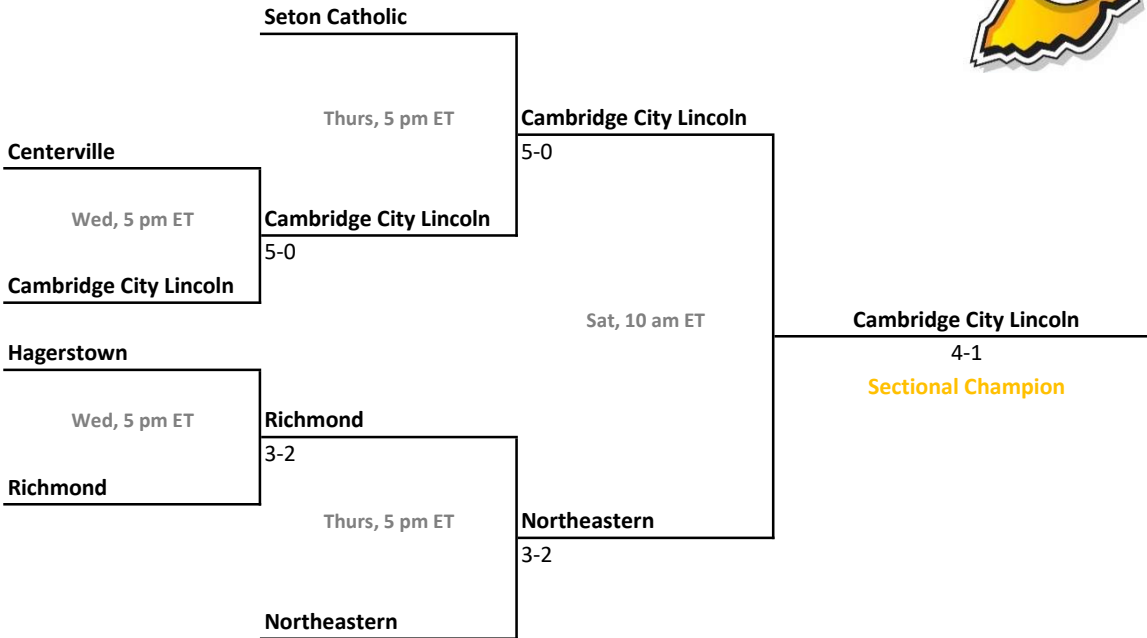 Seton Catholic
Thurs, 5 pm ET
Cambridge City Lincoln
5-0
Centerville
Wed, 5 pm ET
Cambridge City Lincoln
5-0
Cambridge City Lincoln
Sat, 10 am ET
Cambridge City Lincoln
4-1
Sectional Champion
Hagerstown
Wed, 5 pm ET
Richmond
3-2
Richmond
Thurs, 5 pm ET
Northeastern
3-2
Northeastern